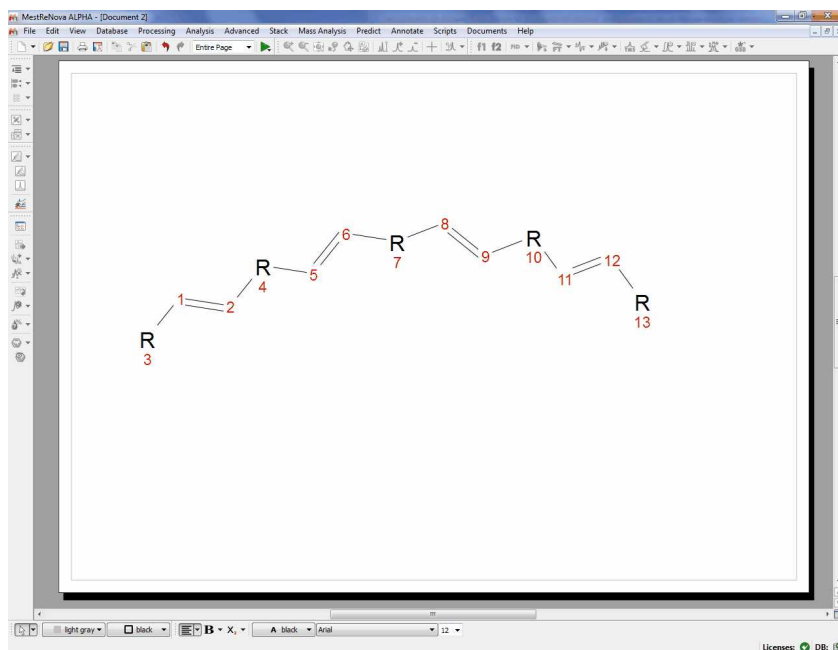 MestReNova ALPHA - [Document 2]
File Edit View Database Processing Analysis Advanced Stack Mass Analysis Predict Annotate Scripts Documents Help
Entire Page f1 f2
8
6 R R
R 7 9 10 12
4 5 11
1 2 R
R 13
3
light gray black B X, A black Arial 12
Licenses: DB: